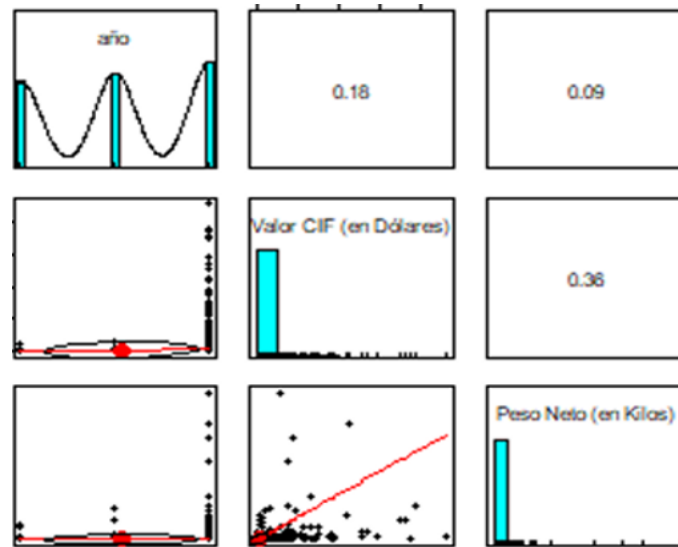 año
0.18
0.09
Valor CIF (en Dólares)
0.36
Peso Neto (en Kilos)